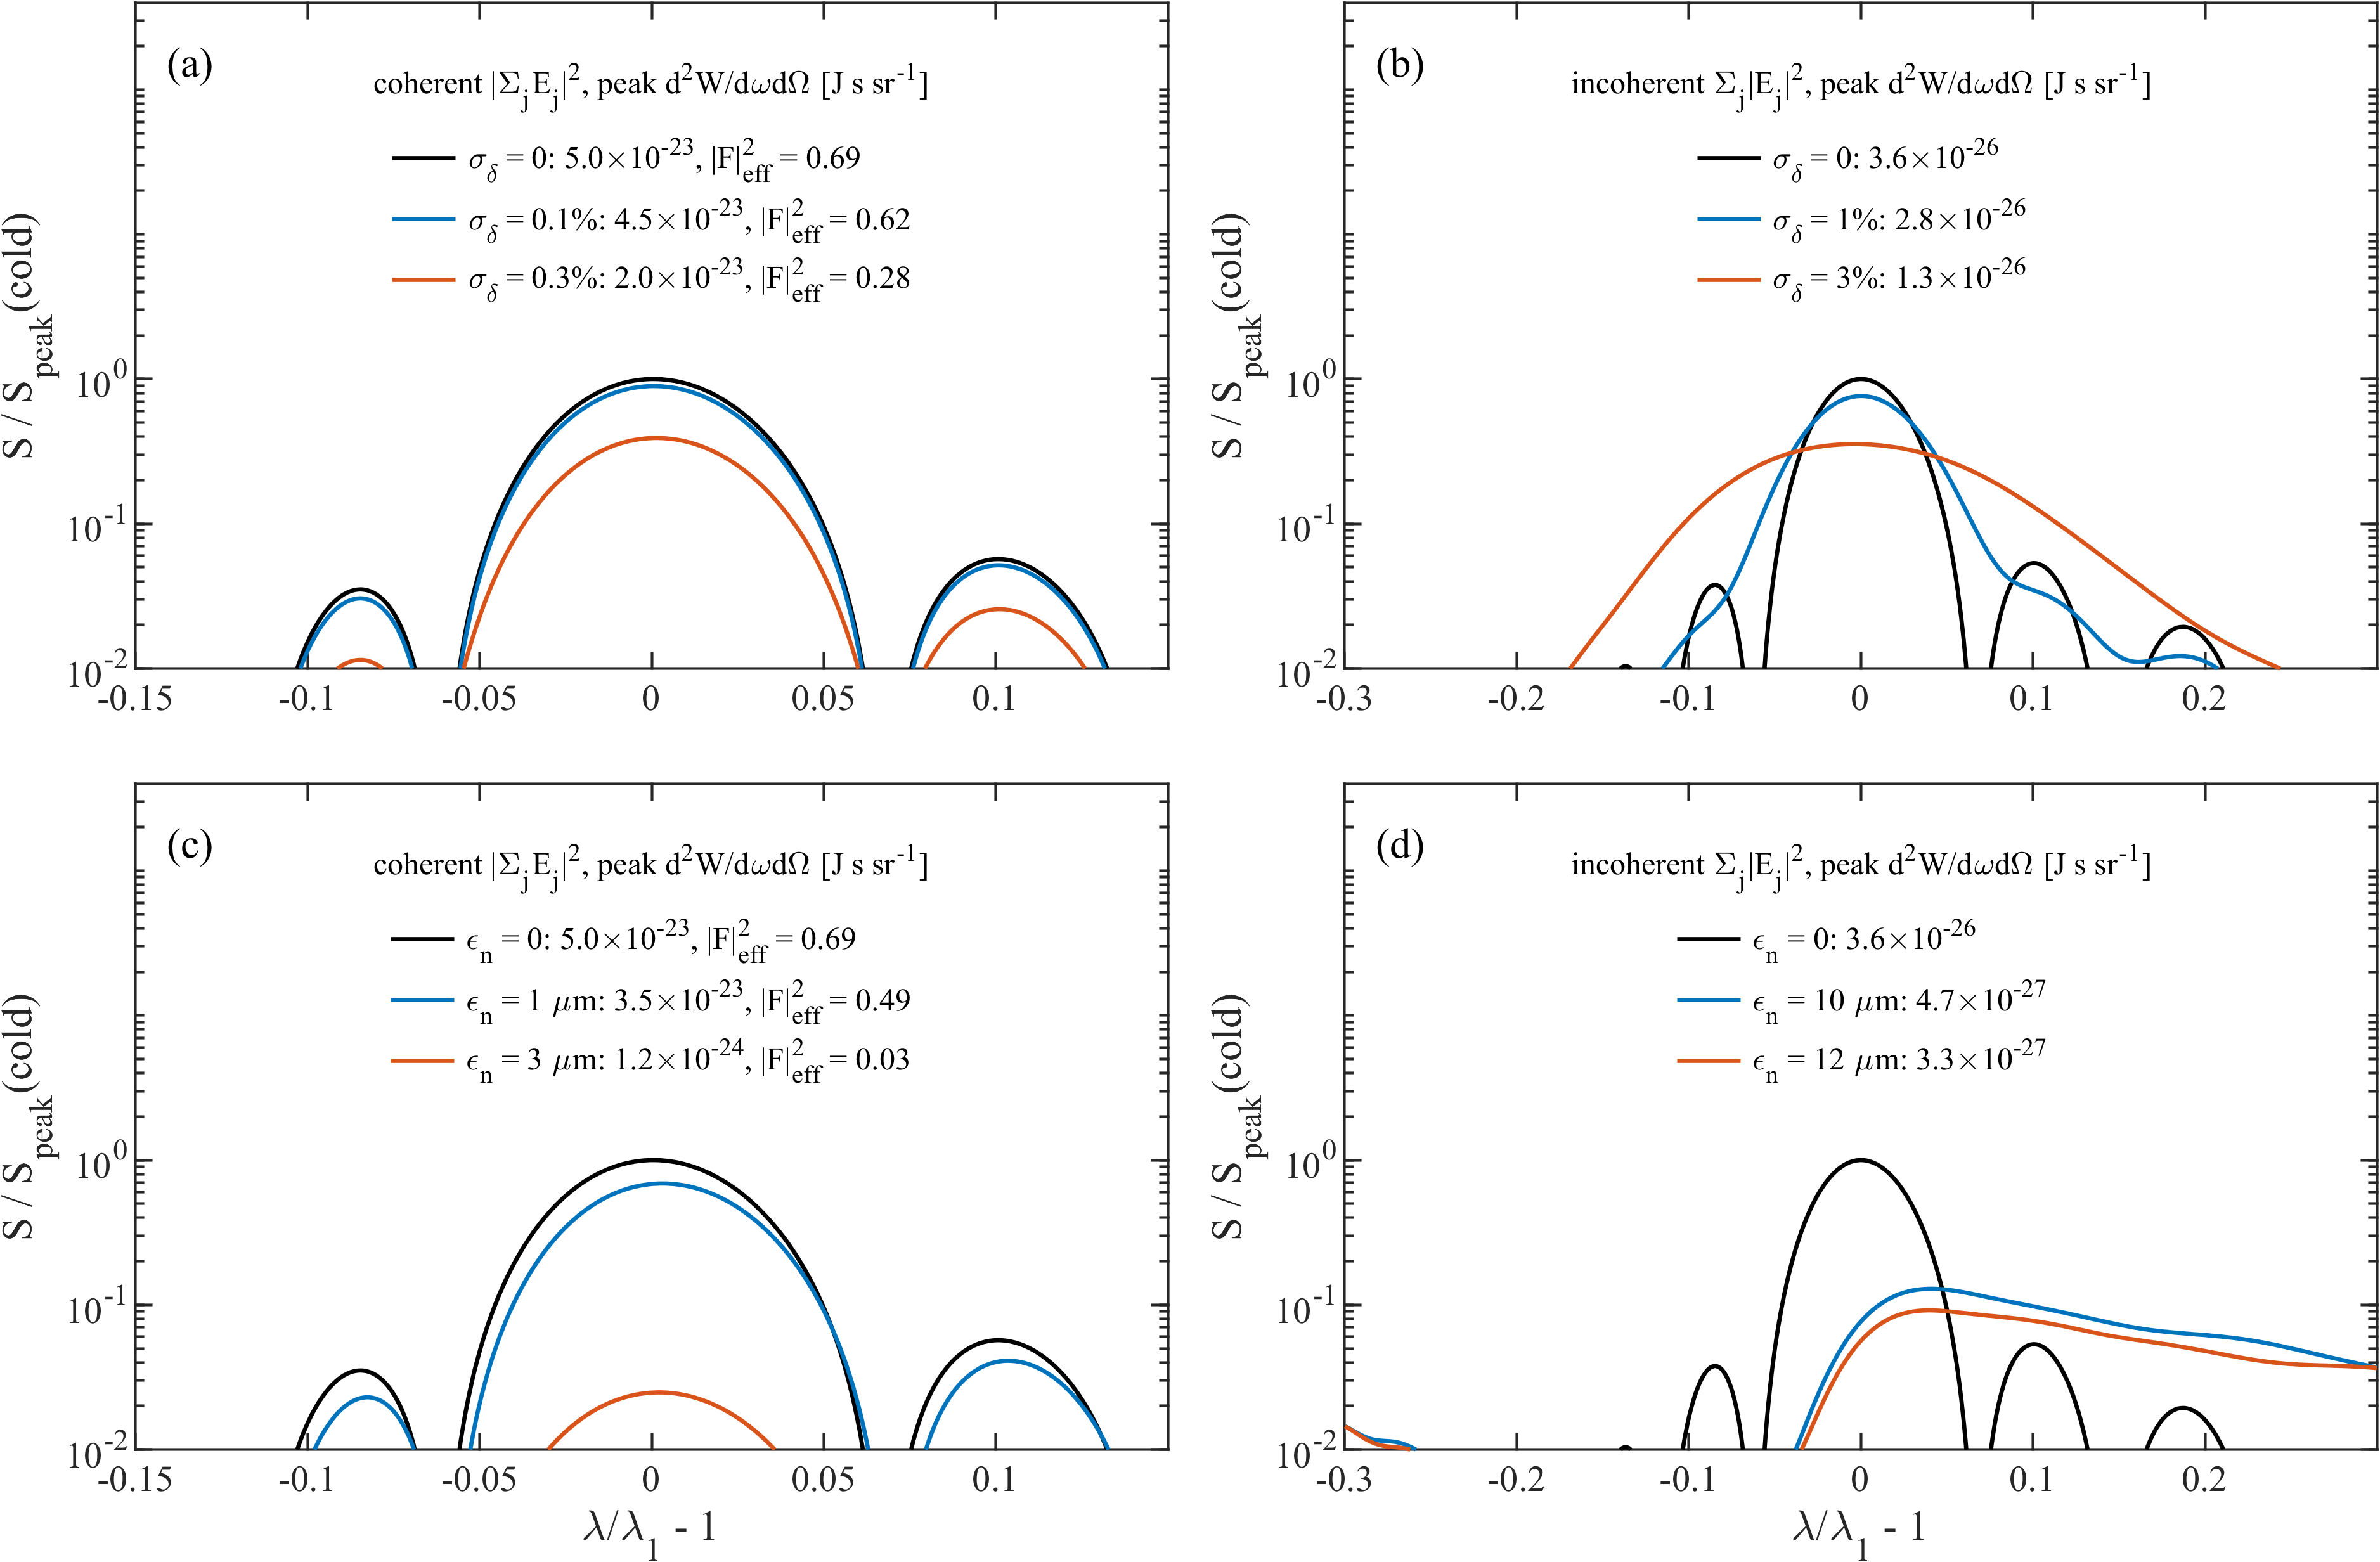 (a)
coherent |Σ_jE_j|², peak d²W/dωdΩ [J s sr⁻¹]
σ_δ = 0: 5.0×10⁻²³, |F|²_eff = 0.69
σ_δ = 0.1%: 4.5×10⁻²³, |F|²_eff = 0.62
σ_δ = 0.3%: 2.0×10⁻²³, |F|²_eff = 0.28
S / S_peak(cold)
10⁰
10⁻¹
10⁻²
-0.15 -0.1 -0.05 0 0.05 0.1
(b)
incoherent Σ_j|E_j|², peak d²W/dωdΩ [J s sr⁻¹]
σ_δ = 0: 3.6×10⁻²⁶
σ_δ = 1%: 2.8×10⁻²⁶
σ_δ = 3%: 1.3×10⁻²⁶
S / S_peak(cold)
10⁰
10⁻¹
10⁻²
-0.3 -0.2 -0.1 0 0.1 0.2
(c)
coherent |Σ_jE_j|², peak d²W/dωdΩ [J s sr⁻¹]
ϵ_n = 0: 5.0×10⁻²³, |F|²_eff = 0.69
ϵ_n = 1 μm: 3.5×10⁻²³, |F|²_eff = 0.49
ϵ_n = 3 μm: 1.2×10⁻²⁴, |F|²_eff = 0.03
S / S_peak(cold)
10⁰
10⁻¹
10⁻²
-0.15 -0.1 -0.05 0 0.05 0.1
λ/λ₁ - 1
(d)
incoherent Σ_j|E_j|², peak d²W/dωdΩ [J s sr⁻¹]
ϵ_n = 0: 3.6×10⁻²⁶
ϵ_n = 10 μm: 4.7×10⁻²⁷
ϵ_n = 12 μm: 3.3×10⁻²⁷
S / S_peak(cold)
10⁰
10⁻¹
10⁻²
-0.3 -0.2 -0.1 0 0.1 0.2
λ/λ₁ - 1